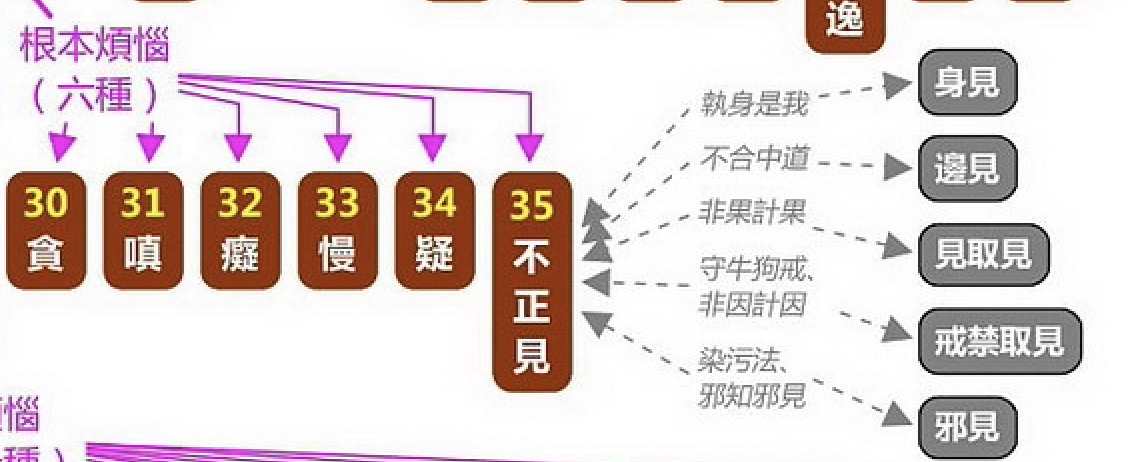 逸
根本煩惱
（六種）
30
貪
31
嗔
32
癡
33
慢
34
疑
35
不
正
見
執身是我
身見
不合中道
邊見
非果計果
見取見
守牛狗戒、
非因計因
戒禁取見
染污法、
邪知邪見
邪見
惱
種）